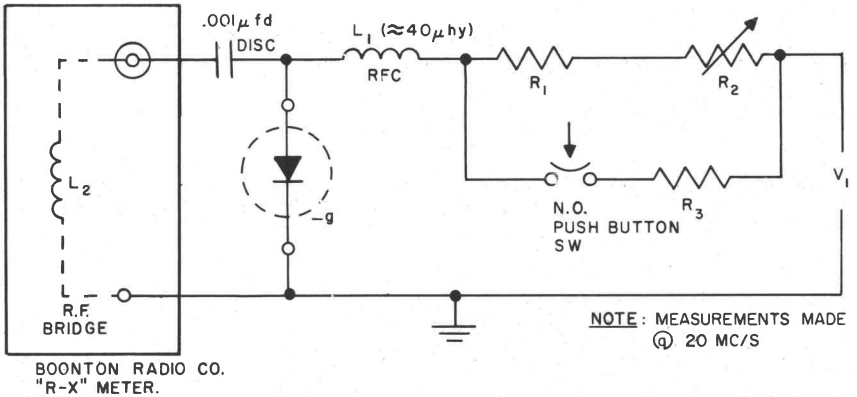 .001μfd
DISC
L1 (≈40μhy)
RFC
R1
R2
L2
-g
N.O.
PUSH BUTTON
SW
R3
V1
R.F.
BRIDGE
NOTE: MEASUREMENTS MADE
@ 20 MC/S
BOONTON RADIO CO.
"R-X" METER.